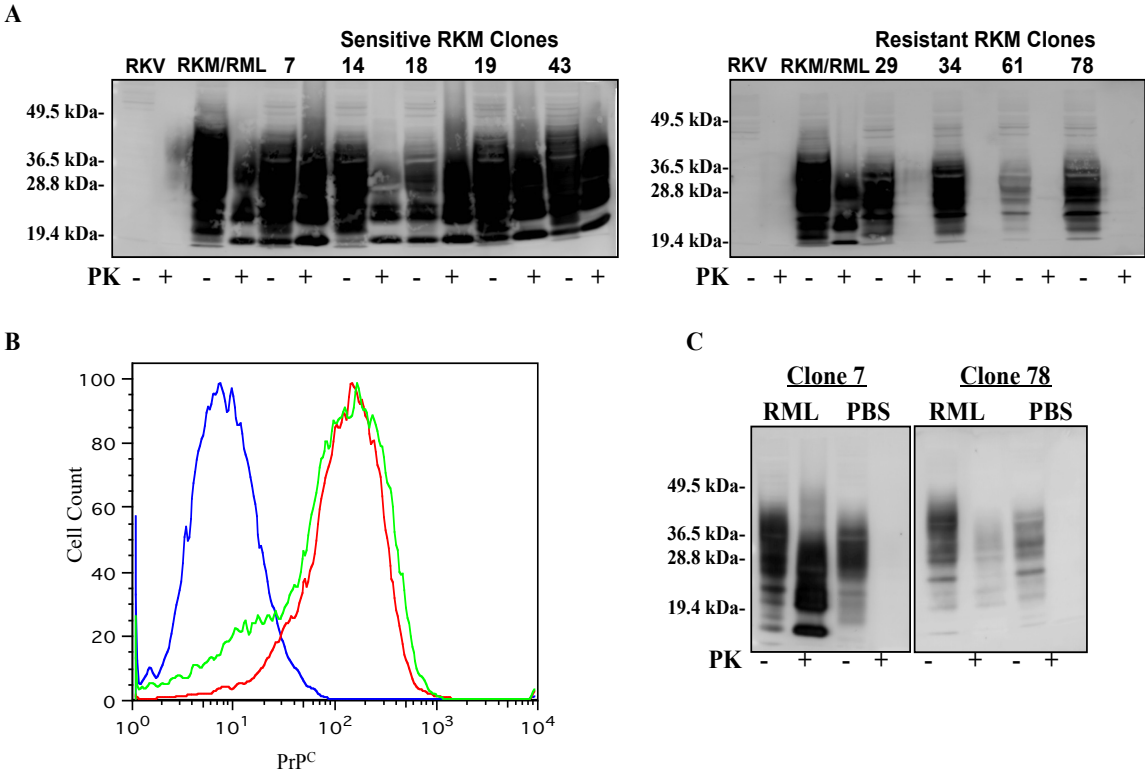 A
Sensitive RKM Clones
RKV RKM/RML 7 14 18 19 43
49.5 kDa-
36.5 kDa-
28.8 kDa-
19.4 kDa-
PK - + - + - + - + - + - + - +
Resistant RKM Clones
RKV RKM/RML 29 34 61 78
49.5 kDa-
36.5 kDa-
28.8 kDa-
19.4 kDa-
PK - + - + - + - + - + - +
B
100
80
60
40
20
0
Cell Count
10⁰ 10¹ 10² 10³ 10⁴
PrPᶜ
C
Clone 7 Clone 78
RML PBS RML PBS
49.5 kDa-
36.5 kDa-
28.8 kDa-
19.4 kDa-
PK - + - + - + - +